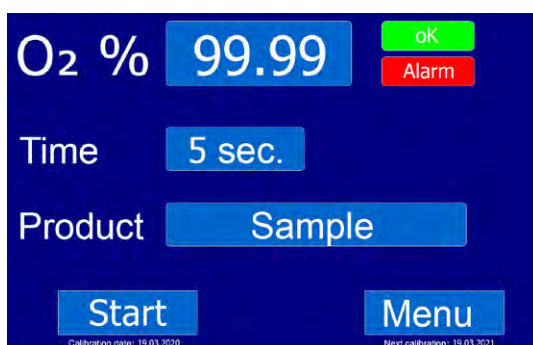 O₂ % 99.99 oK
Alarm
Time 5 sec.
Product Sample
Start Menu
Calibration date: 19.03.2020 Next calibration: 19.03.2021